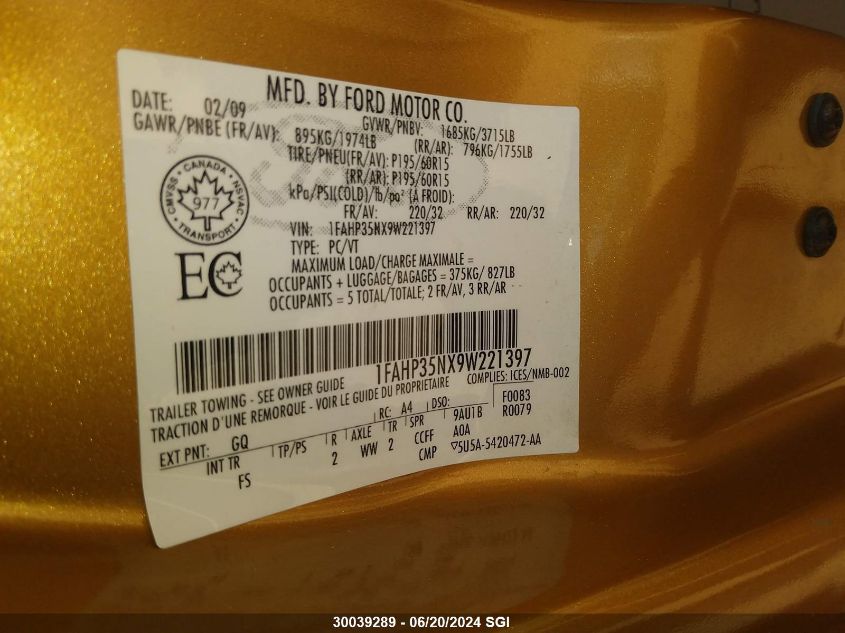 MFD. BY FORD MOTOR CO.
DATE: 02/09 GVWR/PNBV: 1685KG/3715LB
GAWR/PNBE (FR/AV): 895KG/1974LB (RR/AR): 796KG/1755LB
TIRE/PNEU(FR/AV): P195/60R15
(RR/AR): P195/60R15
kPa/PSI(COLD)/lb/po² (À FROID):
FR/AV: 220/32 RR/AR: 220/32
VIN: 1FAHP35NX9W221397
TYPE: PC/VT
MAXIMUM LOAD/CHARGE MAXIMALE =
OCCUPANTS + LUGGAGE/BAGAGES = 375KG/ 827LB
OCCUPANTS = 5 TOTAL/TOTALE; 2 FR/AV, 3 RR/AR
CANADA
CMVSS NSVAC
977
TRANSPORT
EC
1FAHP35NX9W221397
TRAILER TOWING - SEE OWNER GUIDE COMPLIES: ICES/NMB-002
TRACTION D'UNE REMORQUE - VOIR LE GUIDE DU PROPRIETAIRE
RC: A4 DSO: F0083
EXT PNT: GQ 9AU1B R0079
INT TR TP/PS R AXLE TR SPR A0A
FS 2 WW 2 CCFF
CMP ▽5U5A-5420472-AA
30039289 - 06/20/2024 SGI